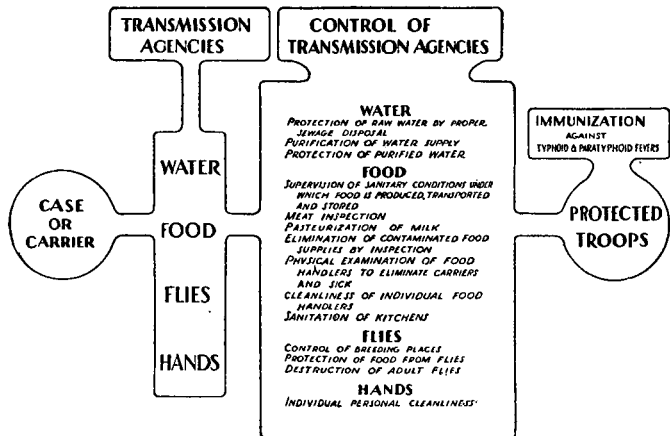 TRANSMISSION
AGENCIES
CONTROL OF
TRANSMISSION AGENCIES
CASE
OR
CARRIER
WATER
FOOD
FLIES
HANDS
WATER
PROTECTION OF RAW WATER BY PROPER
SEWAGE DISPOSAL
PURIFICATION OF WATER SUPPLY
PROTECTION OF PURIFIED WATER
FOOD
SUPERVISION OF SANITARY CONDITIONS UNDER
WHICH FOOD IS PRODUCED, TRANSPORTED
AND STORED
MEAT INSPECTION
PASTEURIZATION OF MILK
ELIMINATION OF CONTAMINATED FOOD
SUPPLIES BY INSPECTION
PHYSICAL EXAMINATION OF FOOD
HANDLERS TO ELIMINATE CARRIERS
AND SICK
CLEANLINESS OF INDIVIDUAL FOOD
HANDLERS
SANITATION OF KITCHENS
FLIES
CONTROL OF BREEDING PLACES
PROTECTION OF FOOD FROM FLIES
DESTRUCTION OF ADULT FLIES
HANDS
INDIVIDUAL PERSONAL CLEANLINESS
IMMUNIZATION
AGAINST
TYPHOID & PARATYPHOID FEVERS
PROTECTED
TROOPS